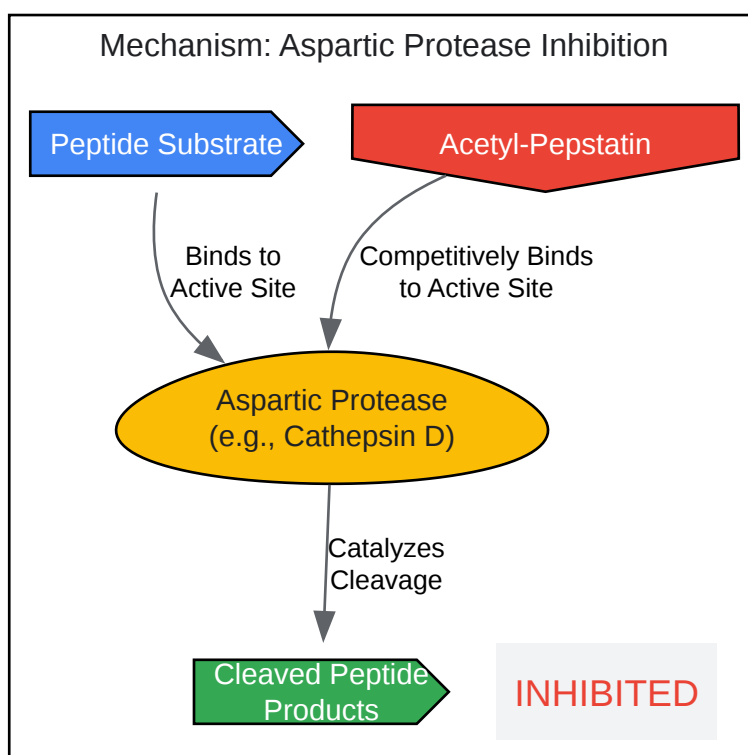 Mechanism: Aspartic Protease Inhibition
Peptide Substrate
Acetyl-Pepstatin
Binds to
Active Site
Competitively Binds
to Active Site
Aspartic Protease
(e.g., Cathepsin D)
Catalyzes
Cleavage
Cleaved Peptide
Products
INHIBITED